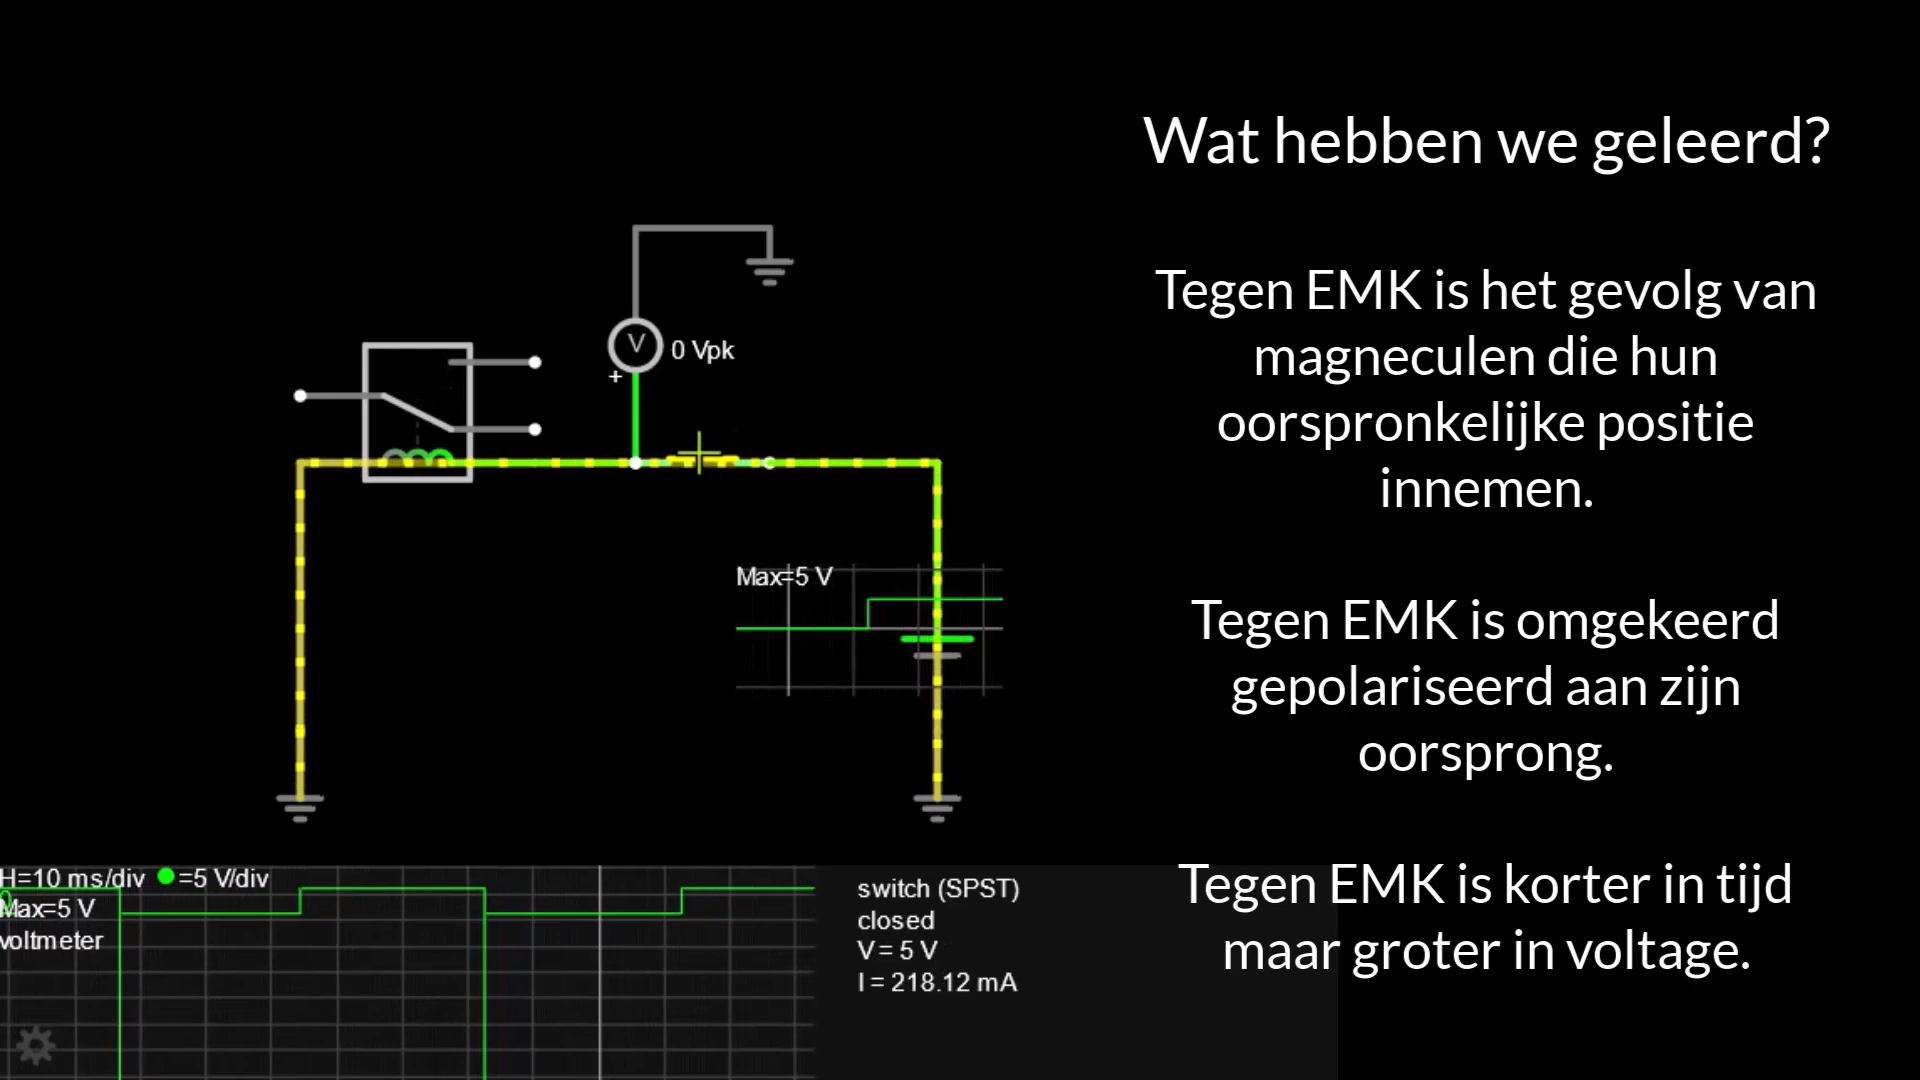 Wat hebben we geleerd?
Tegen EMK is het gevolg van
magneculen die hun
oorspronkelijke positie
innemen.
Tegen EMK is omgekeerd
gepolariseerd aan zijn
oorsprong.
Tegen EMK is korter in tijd
maar groter in voltage.
V
0 Vpk
+
Max=5 V
H=10 ms/div =5 V/div
Max=5 V
voltmeter
switch (SPST)
closed
V = 5 V
I = 218.12 mA